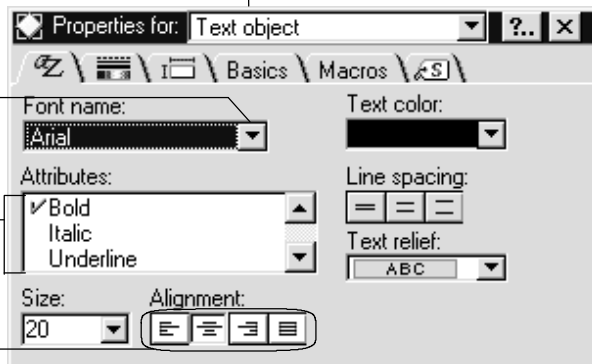 Properties for: Text object ?..
Basics Macros S
Font name: Text color:
Arial
Attributes: Line spacing:
Bold
Italic
Text relief:
Underline ABC
Size: Alignment:
20